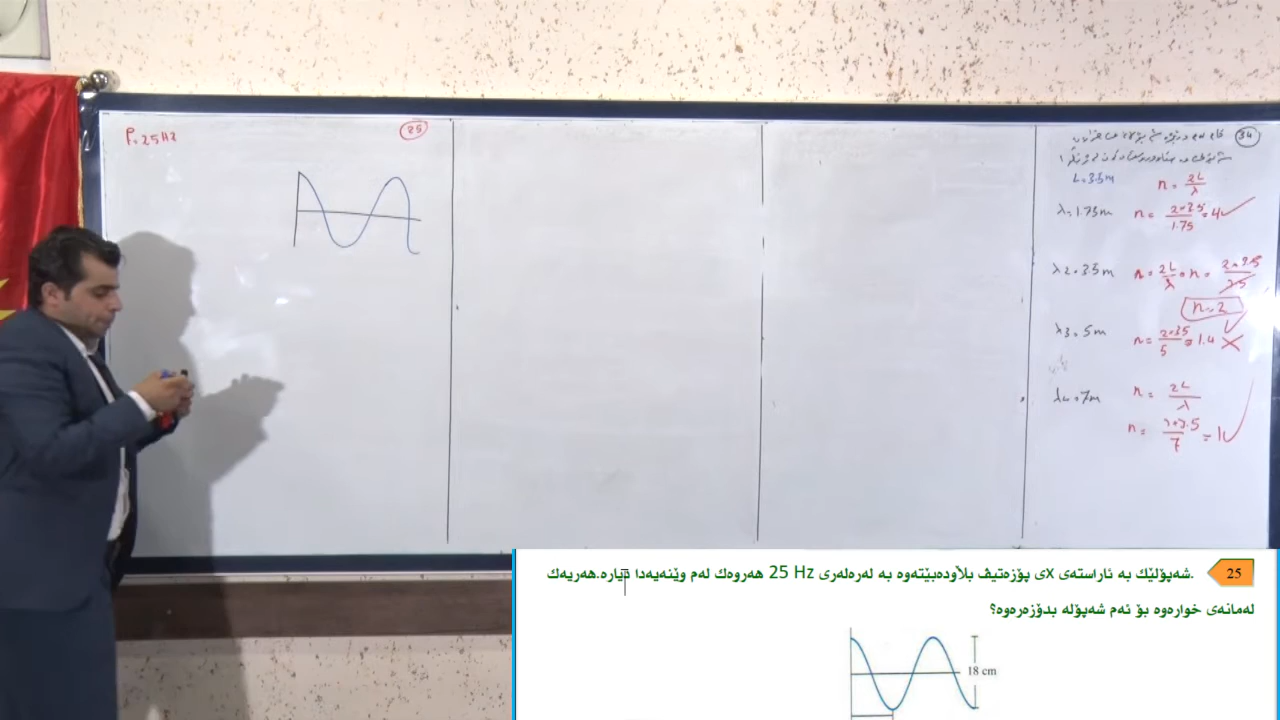 F=25Hz
25
34
L=3.5m
n= 2L/λ
λ1=1.75m n= 2×3.5/1.75 =4✓
λ2=3.5m n= 2L/λ = n= 2×3.5/3.5
n=2
λ3=5m n= 2×3.5/5 =1.4 ✗
λ4=7m n= 2L/λ
n= 2×3.5/7 =1✓
25 شەپۆلێك بە ئاراستەی xی پۆزەتیڤ بڵاودەبێتەوە بە لەرەلەری 25 Hz هەروەك لەم وێنەیەدا دیارە.هەریەك
لەمانەی خوارەوە بۆ ئەم شەپۆلە بدۆزەرەوە؟
18 cm